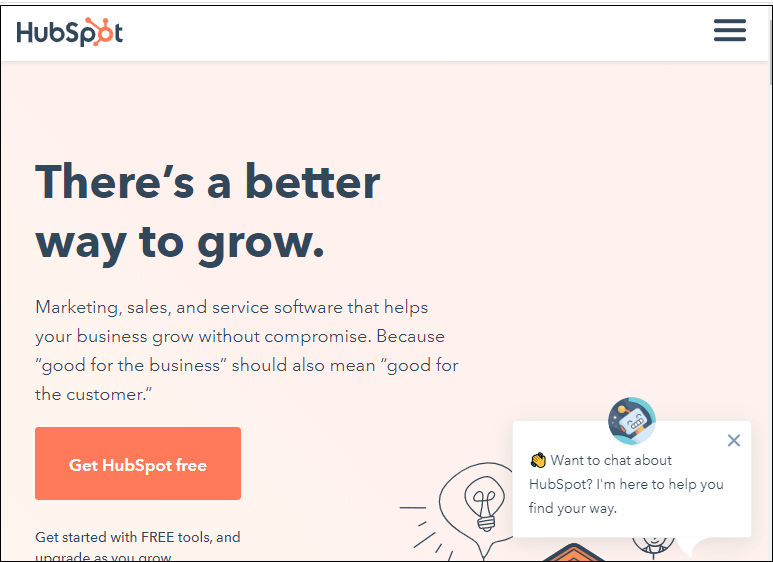 HubSpot
There's a better
way to grow.
Marketing, sales, and service software that helps
your business grow without compromise. Because
“good for the business” should also mean “good for
the customer.”
Get HubSpot free
Get started with FREE tools, and
upgrade as you grow
👋 Want to chat about
HubSpot? I'm here to help you
find your way.